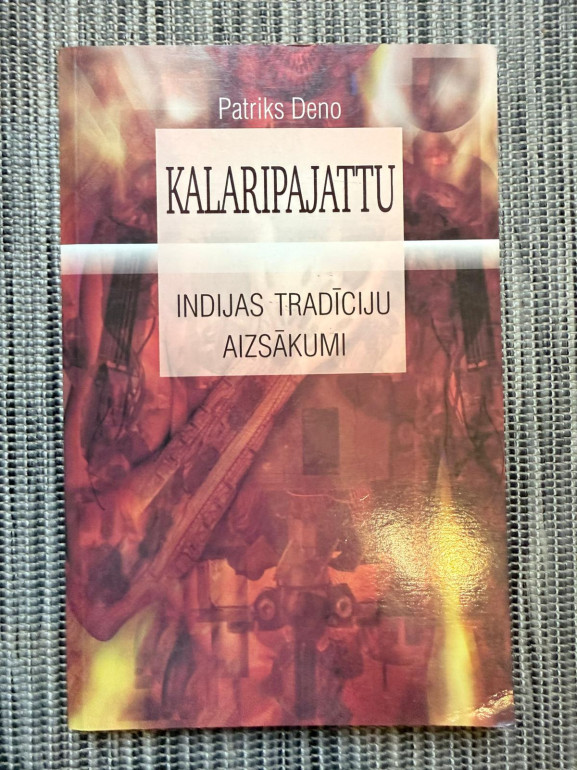 Patriks Deno
KALARIPAJATTU
INDIJAS TRADĪCIJU
AIZSĀKUMI